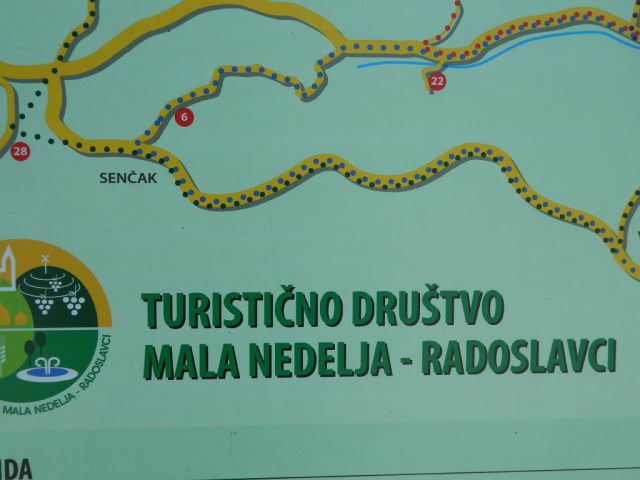 22
6
28
SENČAK
TURISTIČNO DRUŠTVO
MALA NEDELJA - RADOSLAVCI
MALA NEDELJA - RADOSLAVCI